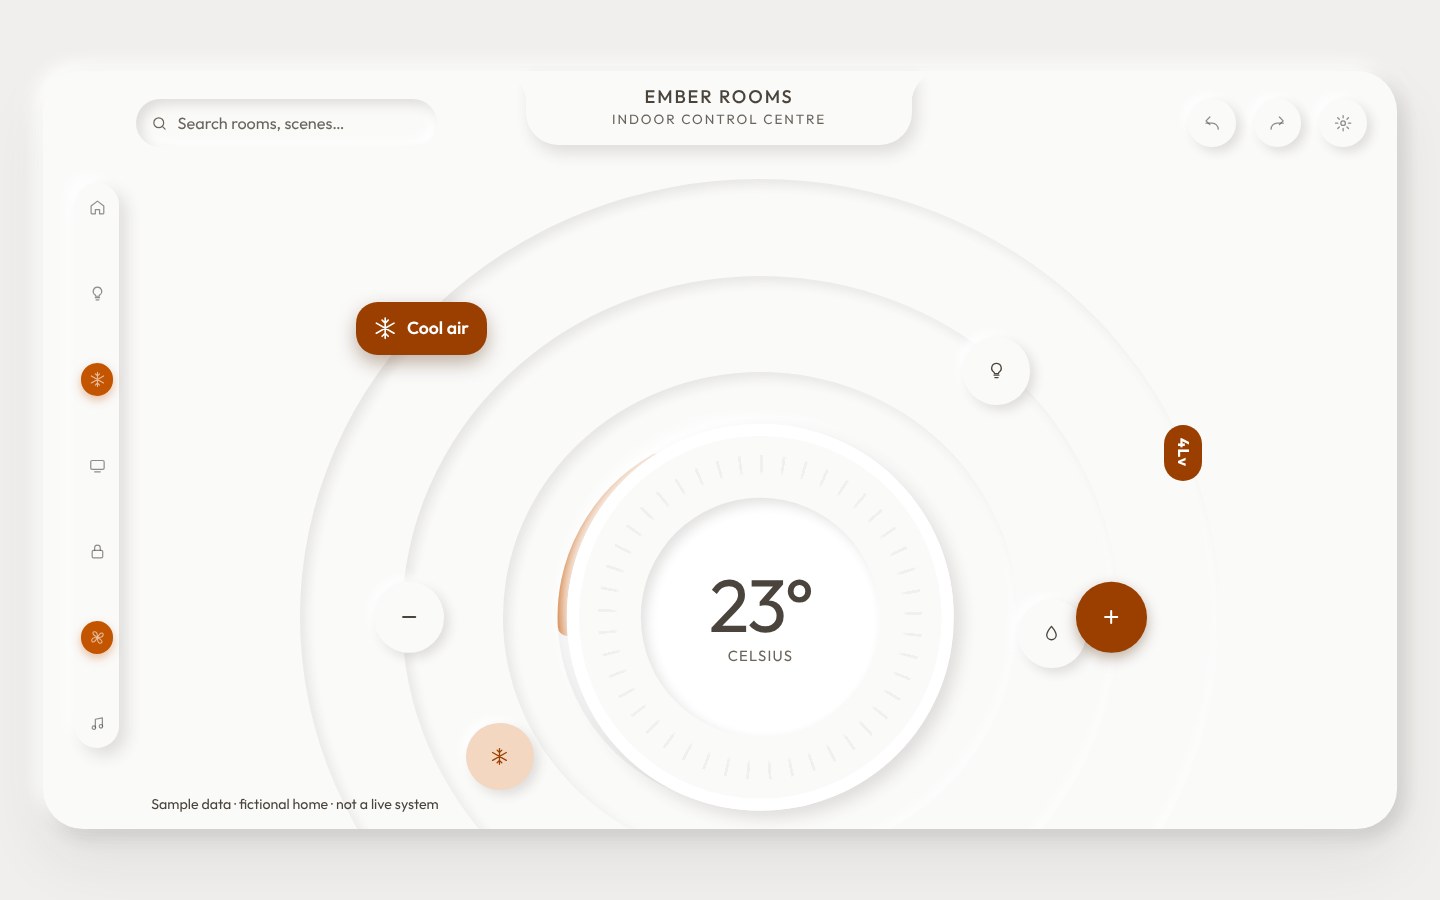 EMBER ROOMS
INDOOR CONTROL CENTRE
Search rooms, scenes...
Cool air
4Lv
23°
CELSIUS
Sample data · fictional home · not a live system